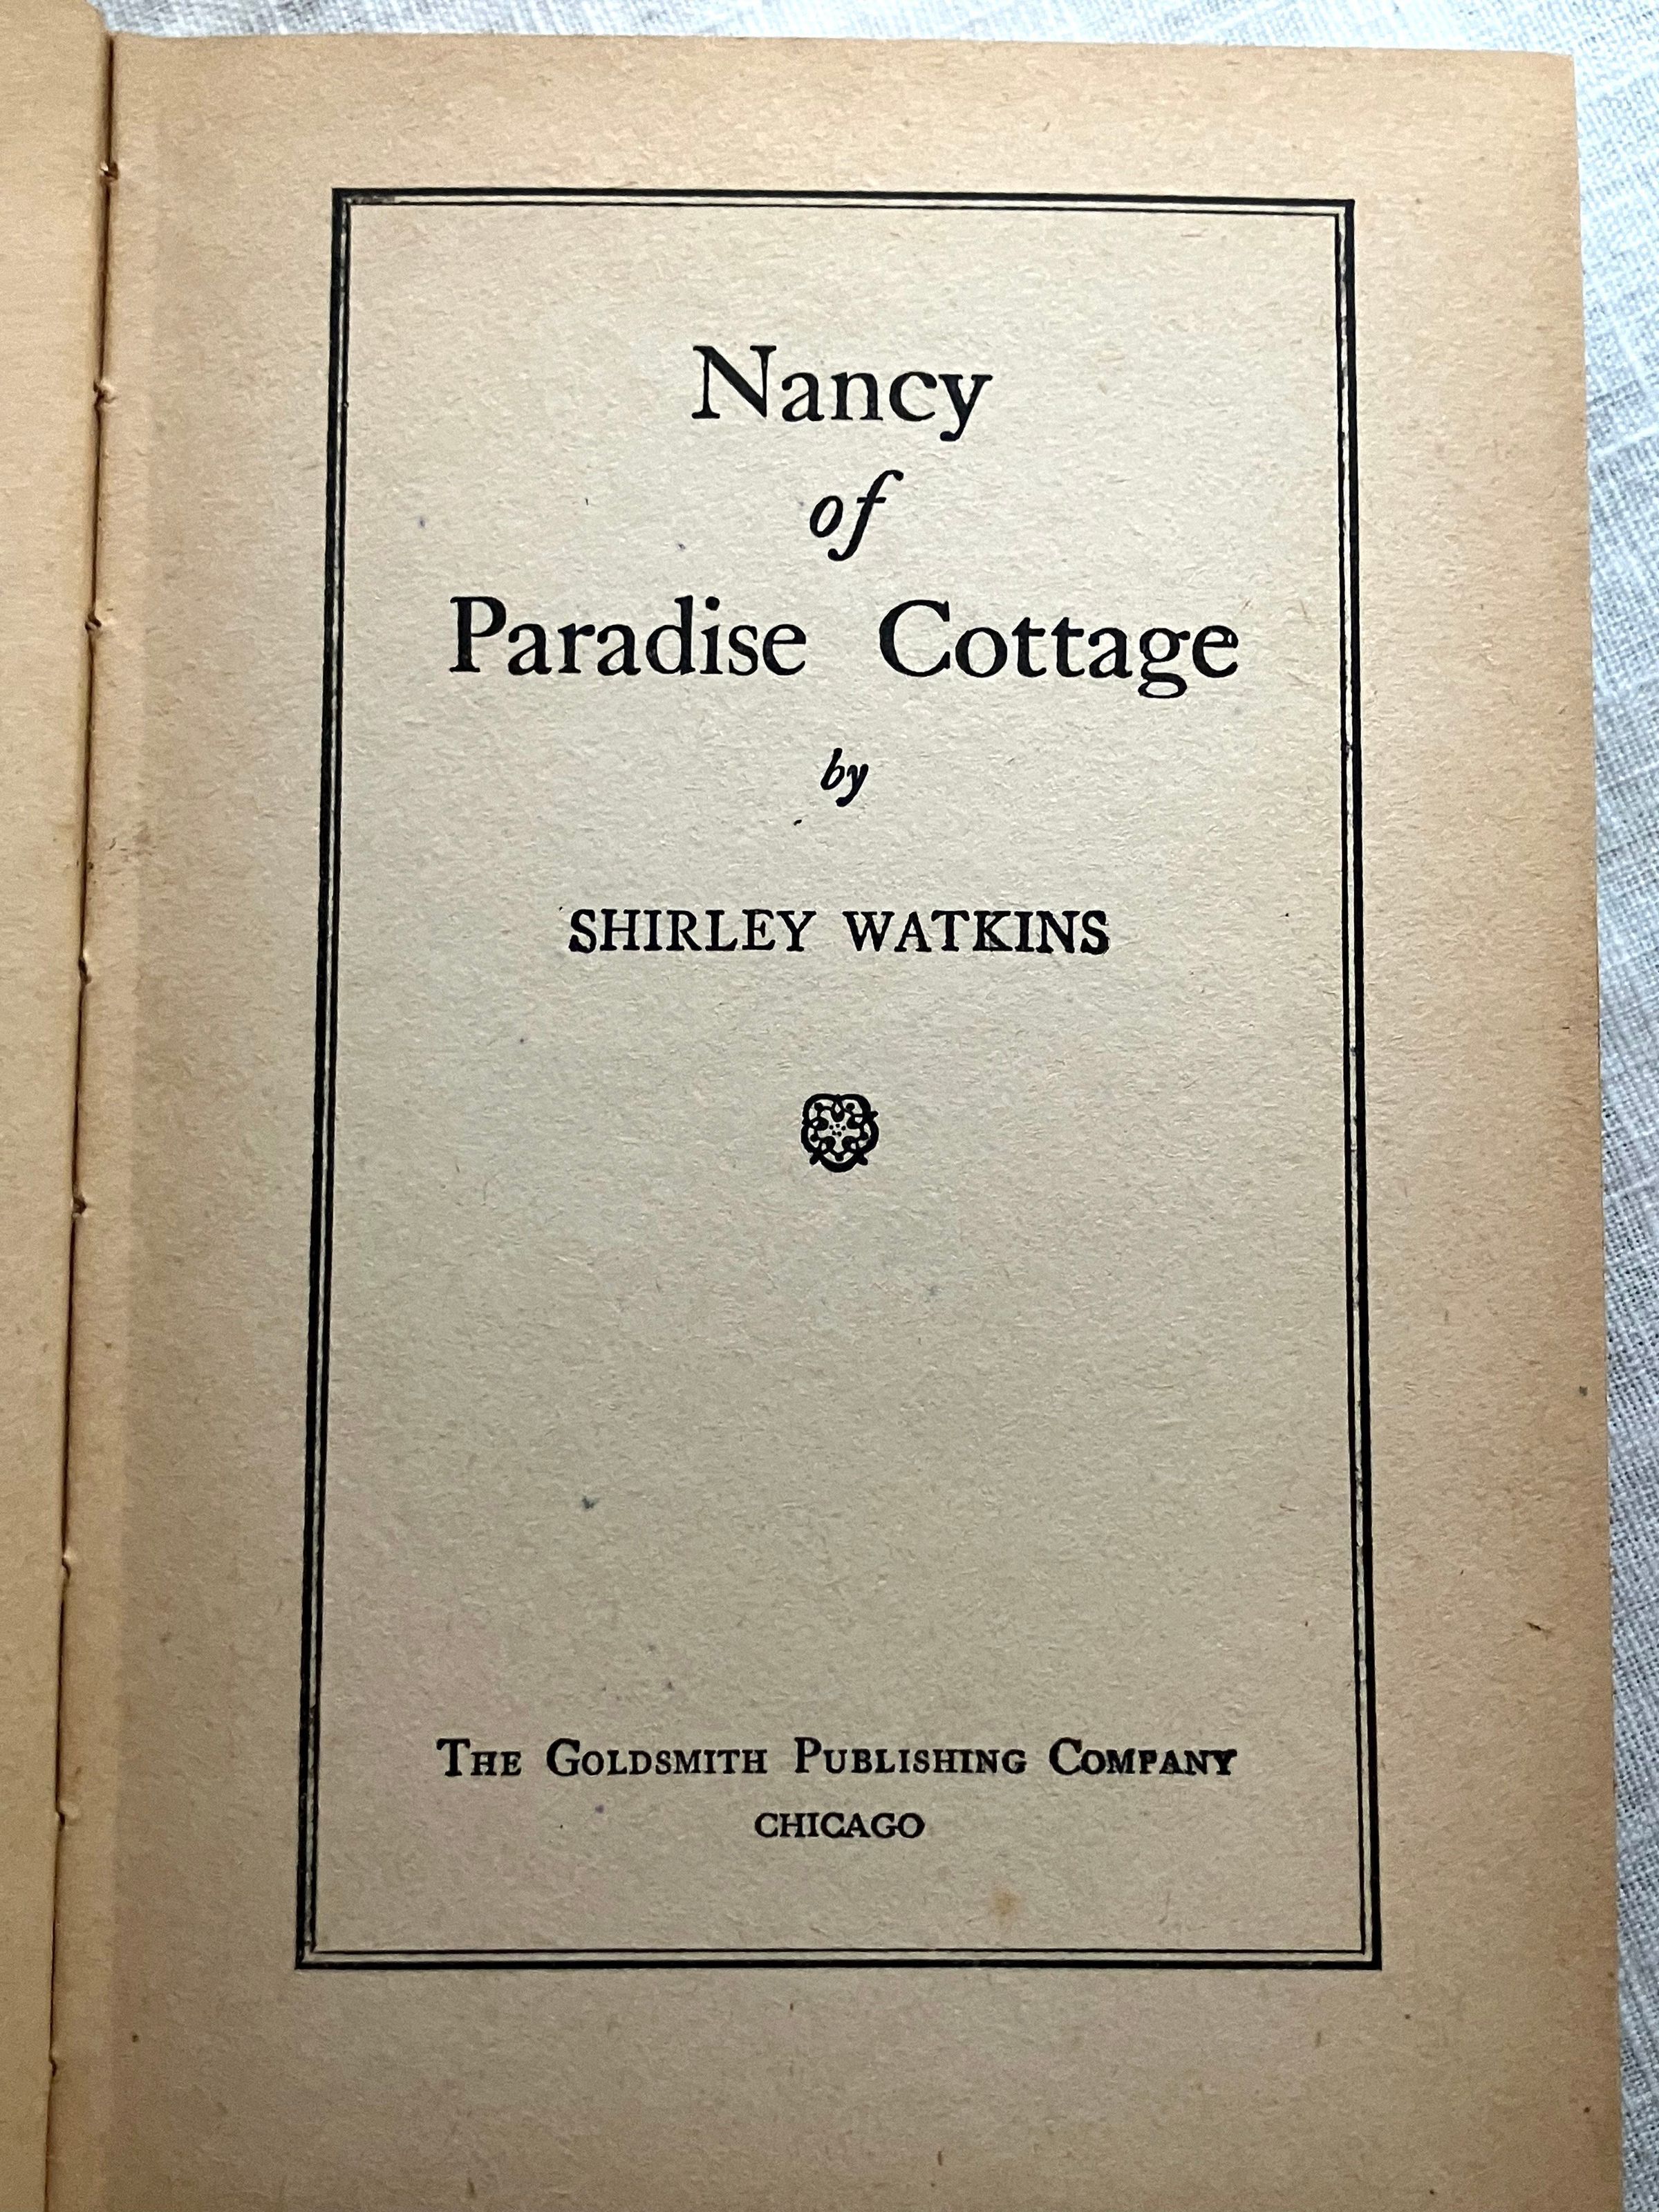 Nancy
of
Paradise Cottage
by
SHIRLEY WATKINS
THE GOLDSMITH PUBLISHING COMPANY
CHICAGO